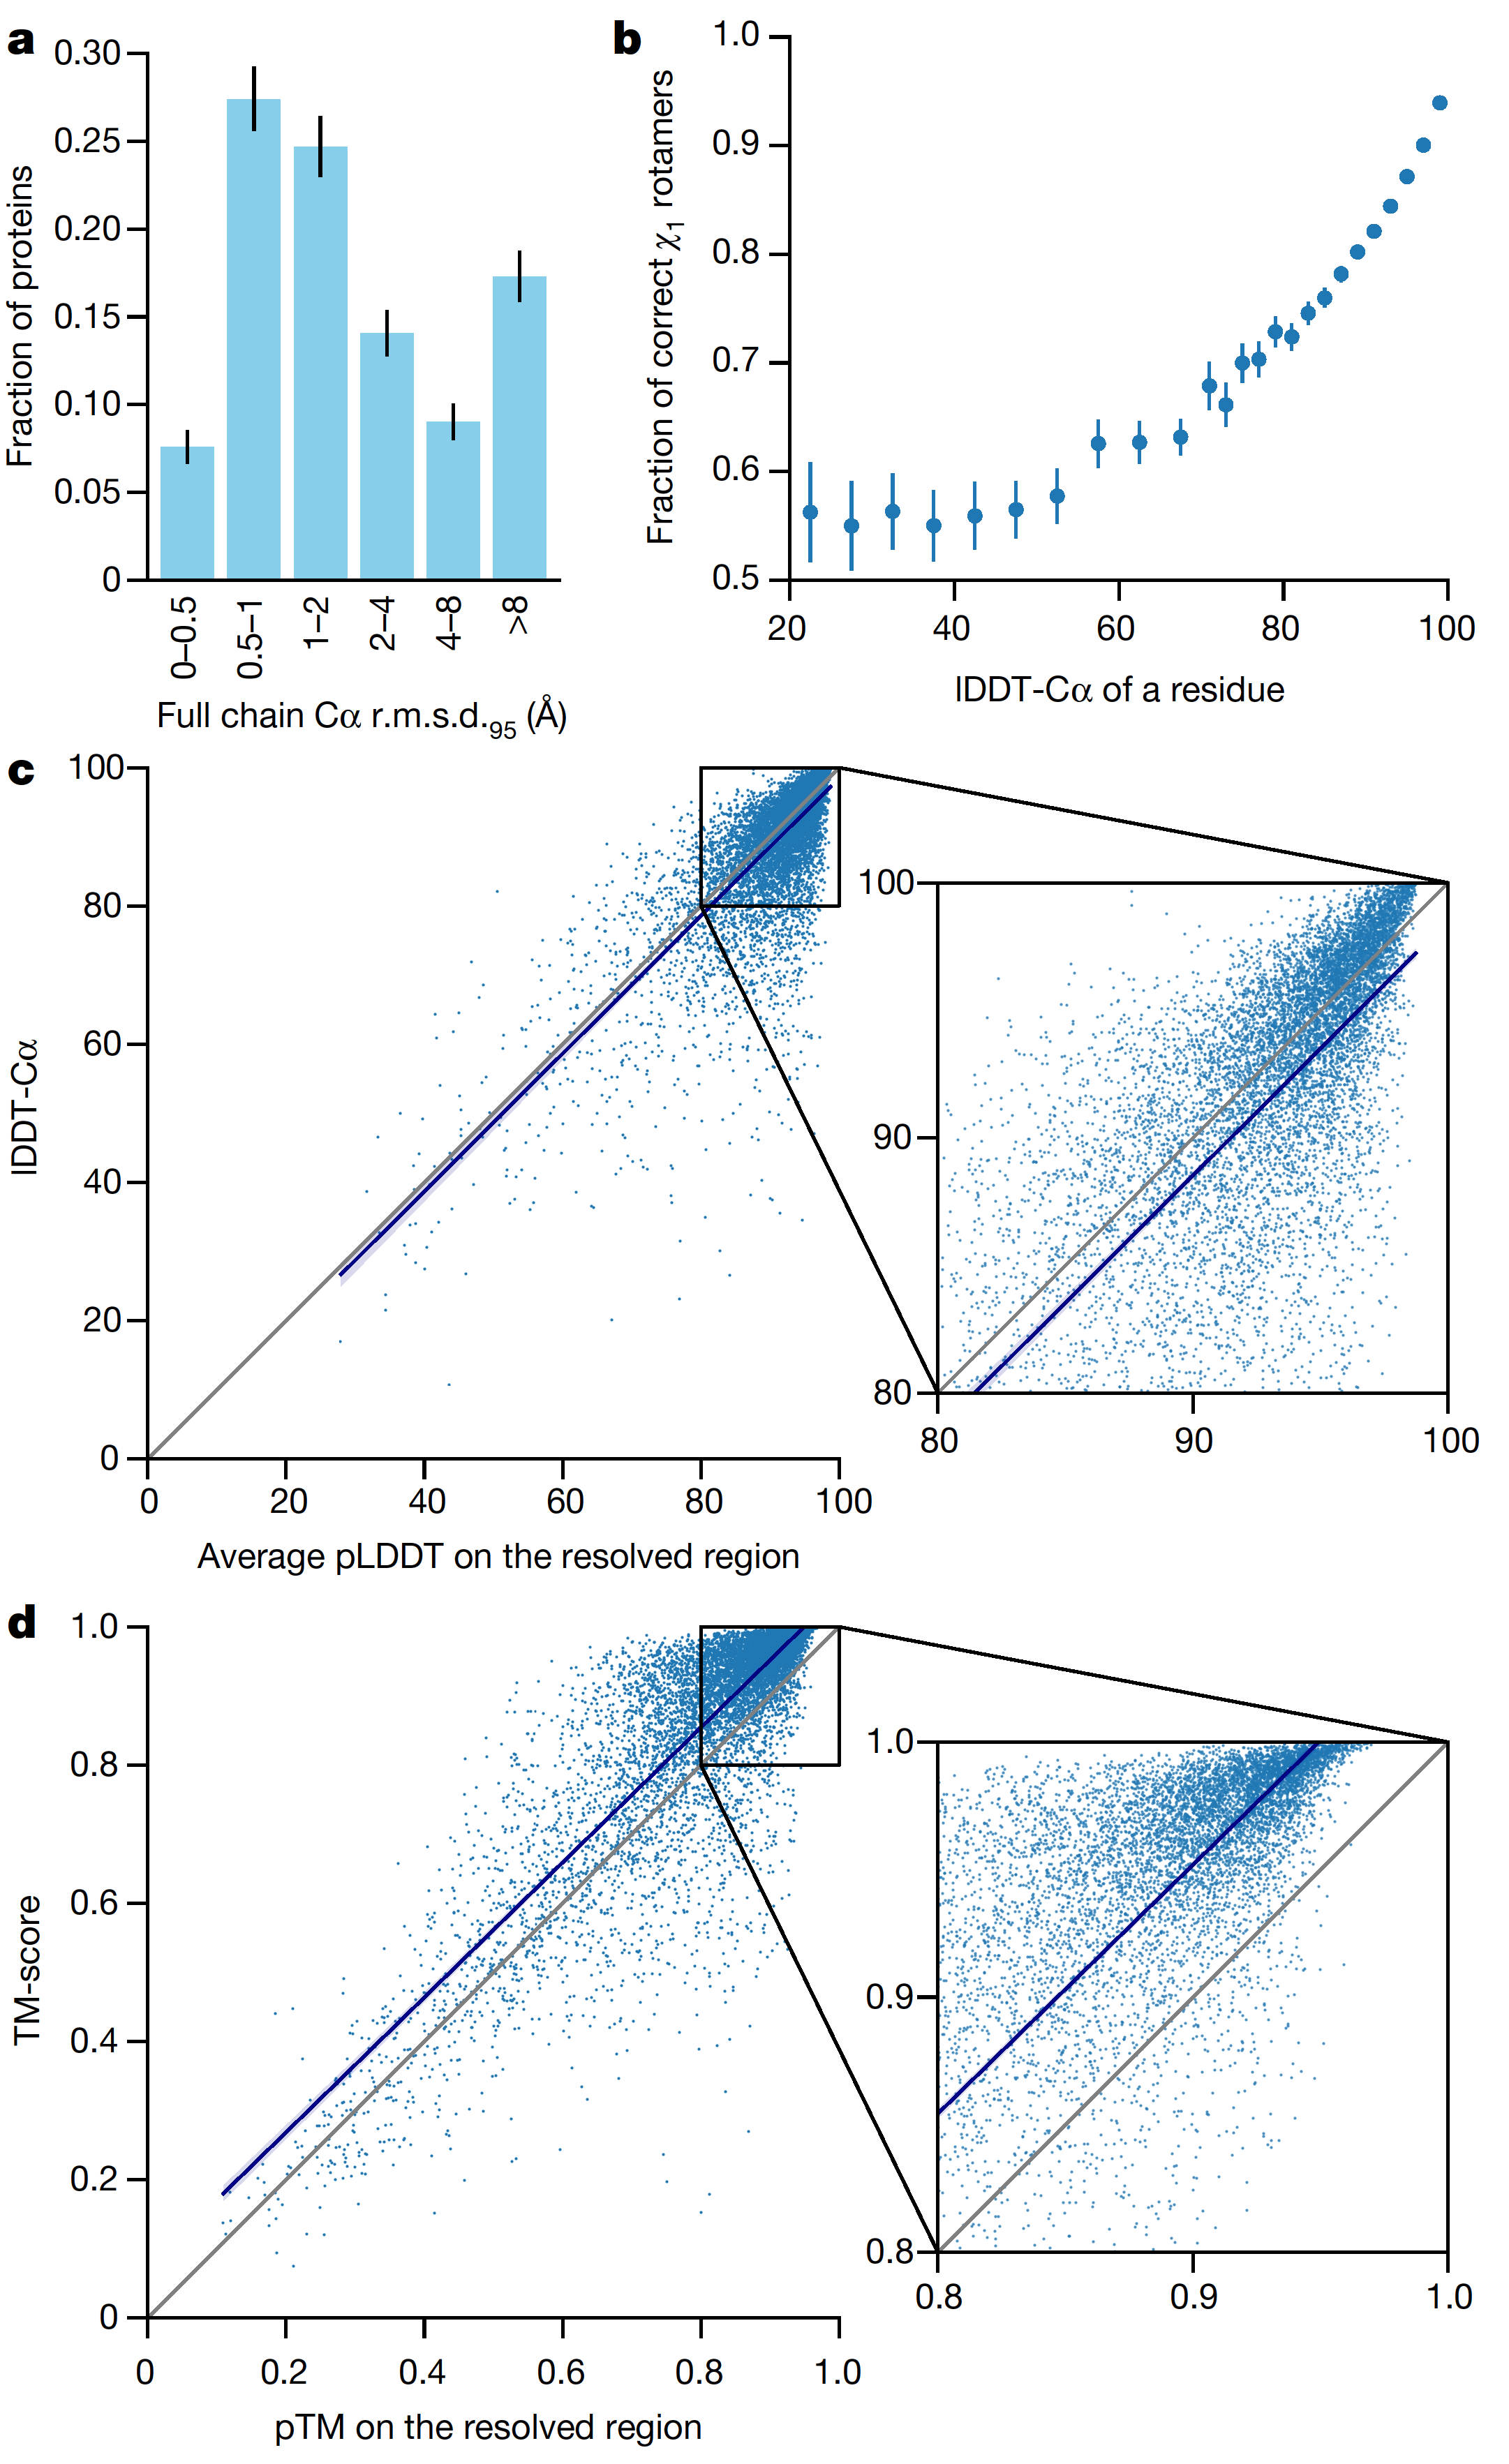 a
0.30
0.25
0.20
0.15
0.10
0.05
0
Fraction of proteins
0–0.5
0.5–1
1–2
2–4
4–8
>8
Full chain Cα r.m.s.d.95 (Å)
b
1.0
0.9
0.8
0.7
0.6
0.5
Fraction of correct χ1 rotamers
20 40 60 80 100
lDDT-Cα of a residue
c
100
80
60
40
20
0
lDDT-Cα
0 20 40 60 80 100
Average pLDDT on the resolved region
100
90
80
80 90 100
d
1.0
0.8
0.6
0.4
0.2
0
TM-score
0 0.2 0.4 0.6 0.8 1.0
pTM on the resolved region
1.0
0.9
0.8
0.8 0.9 1.0